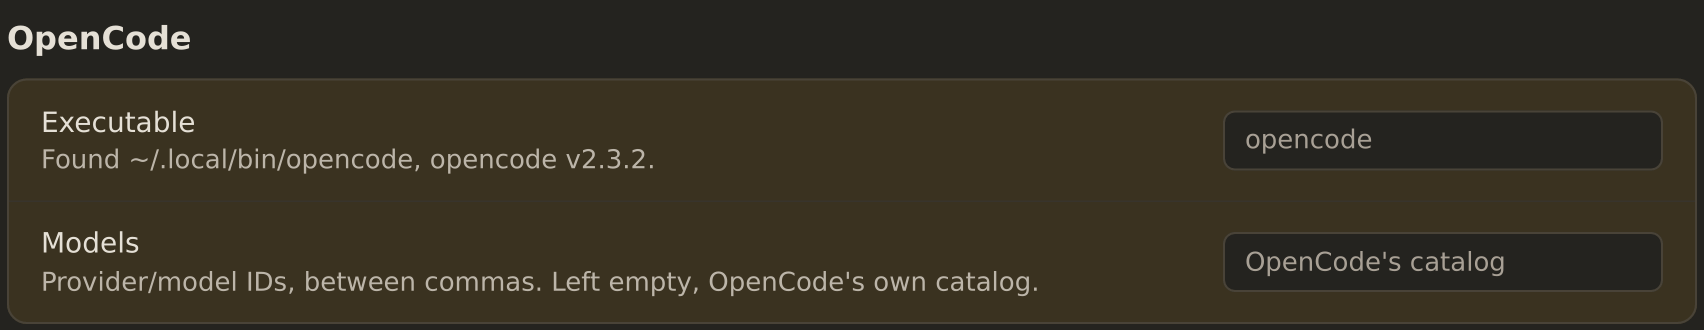 OpenCode
Executable
Found ~/.local/bin/opencode, opencode v2.3.2.
opencode
Models
Provider/model IDs, between commas. Left empty, OpenCode's own catalog.
OpenCode's catalog